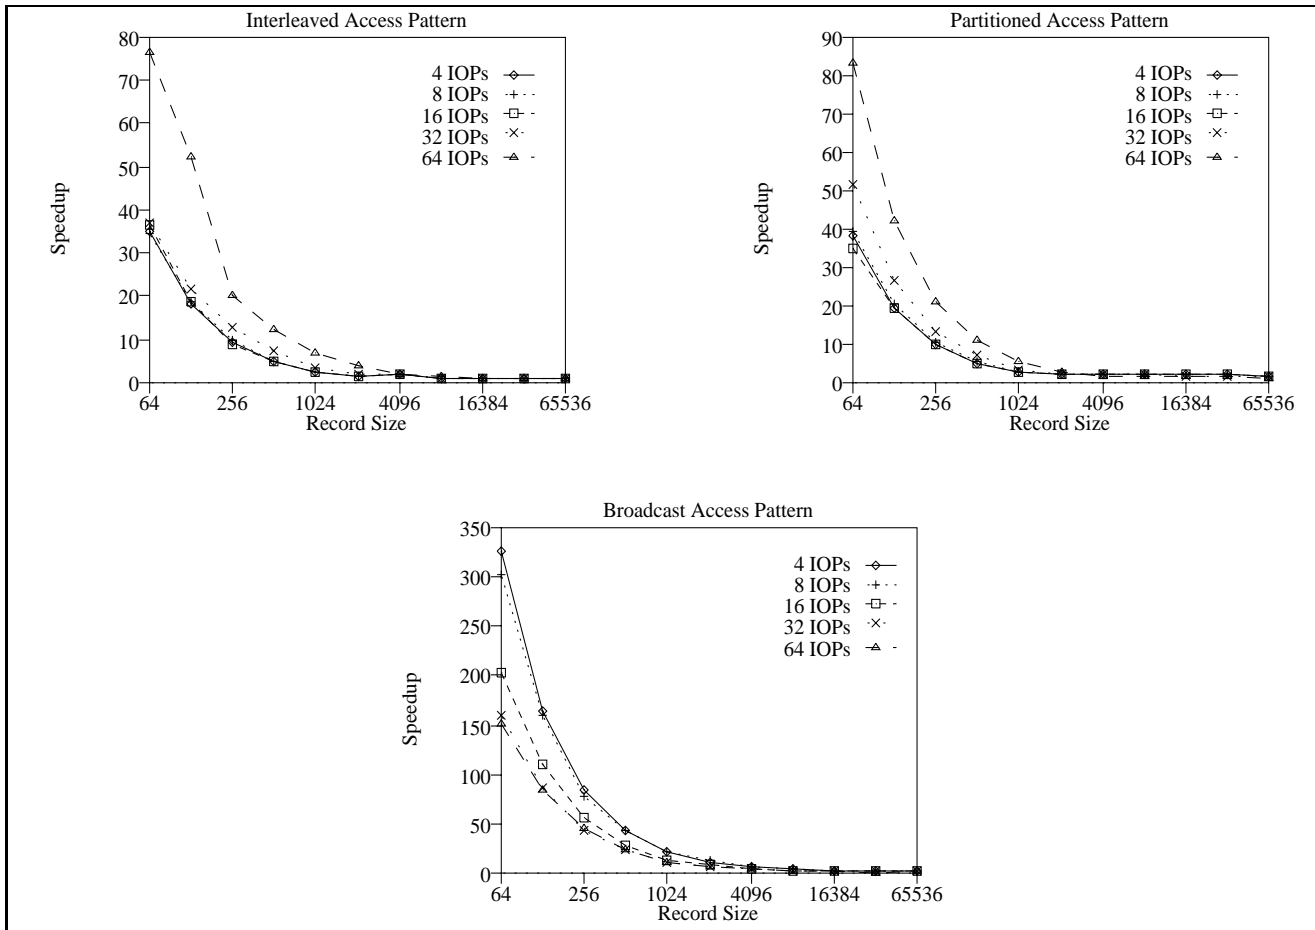 Interleaved Access Pattern
80
70
60
50
40
30
20
10
0
Speedup
4 IOPs
8 IOPs
16 IOPs
32 IOPs
64 IOPs
64
256
1024
4096
16384
65536
Record Size
Partitioned Access Pattern
90
80
70
60
50
40
30
20
10
0
Speedup
4 IOPs
8 IOPs
16 IOPs
32 IOPs
64 IOPs
64
256
1024
4096
16384
65536
Record Size
Broadcast Access Pattern
350
300
250
200
150
100
50
0
Speedup
4 IOPs
8 IOPs
16 IOPs
32 IOPs
64 IOPs
64
256
1024
4096
16384
65536
Record Size